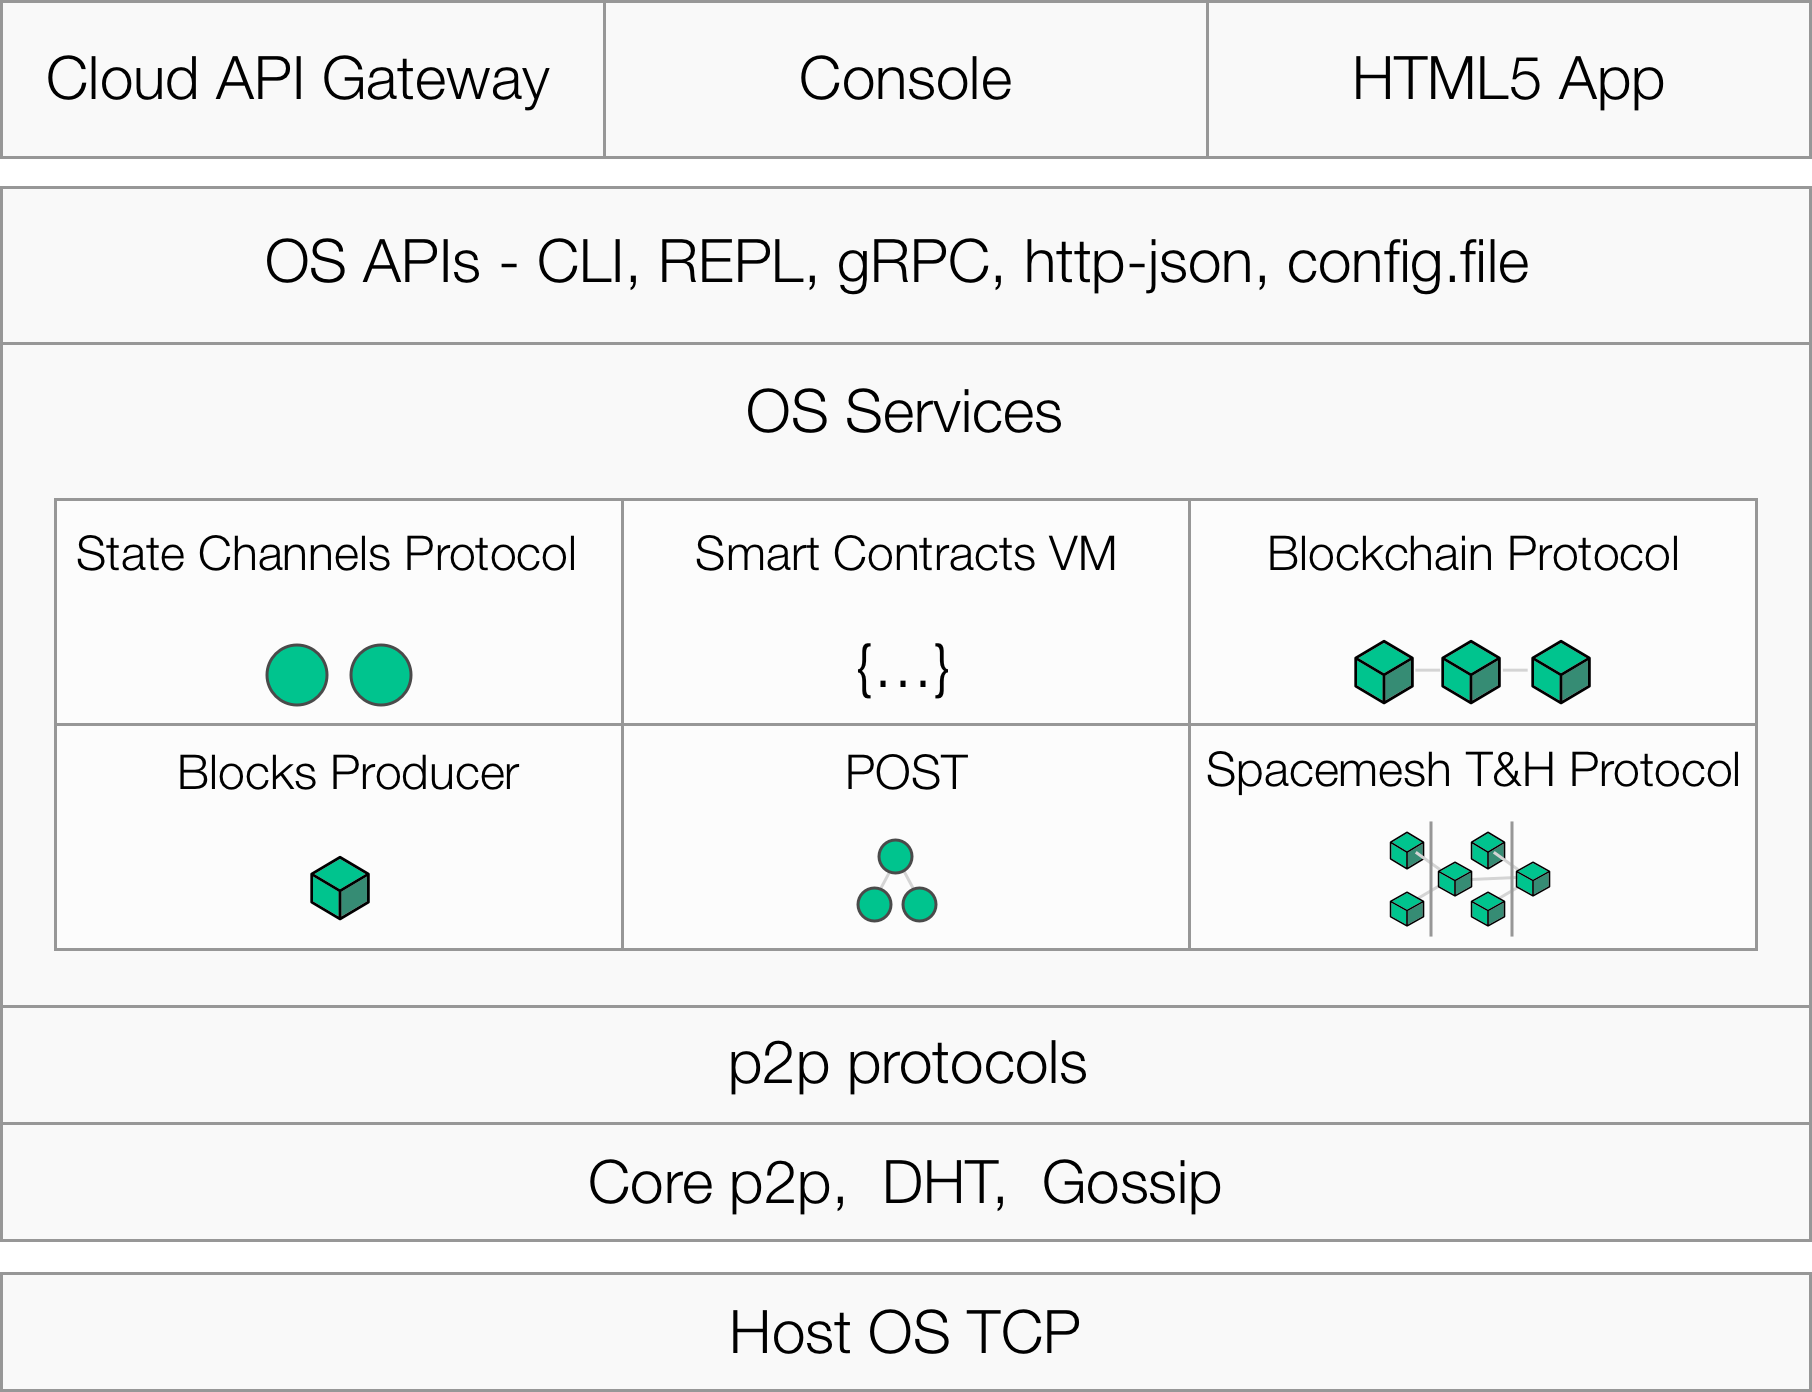 Cloud API Gateway
Console
HTML5 App
OS APIs - CLI, REPL, gRPC, http-json, config.file
OS Services
State Channels Protocol
Smart Contracts VM
{...}
Blockchain Protocol
Blocks Producer
POST
Spacemesh T&H Protocol
p2p protocols
Core p2p, DHT, Gossip
Host OS TCP